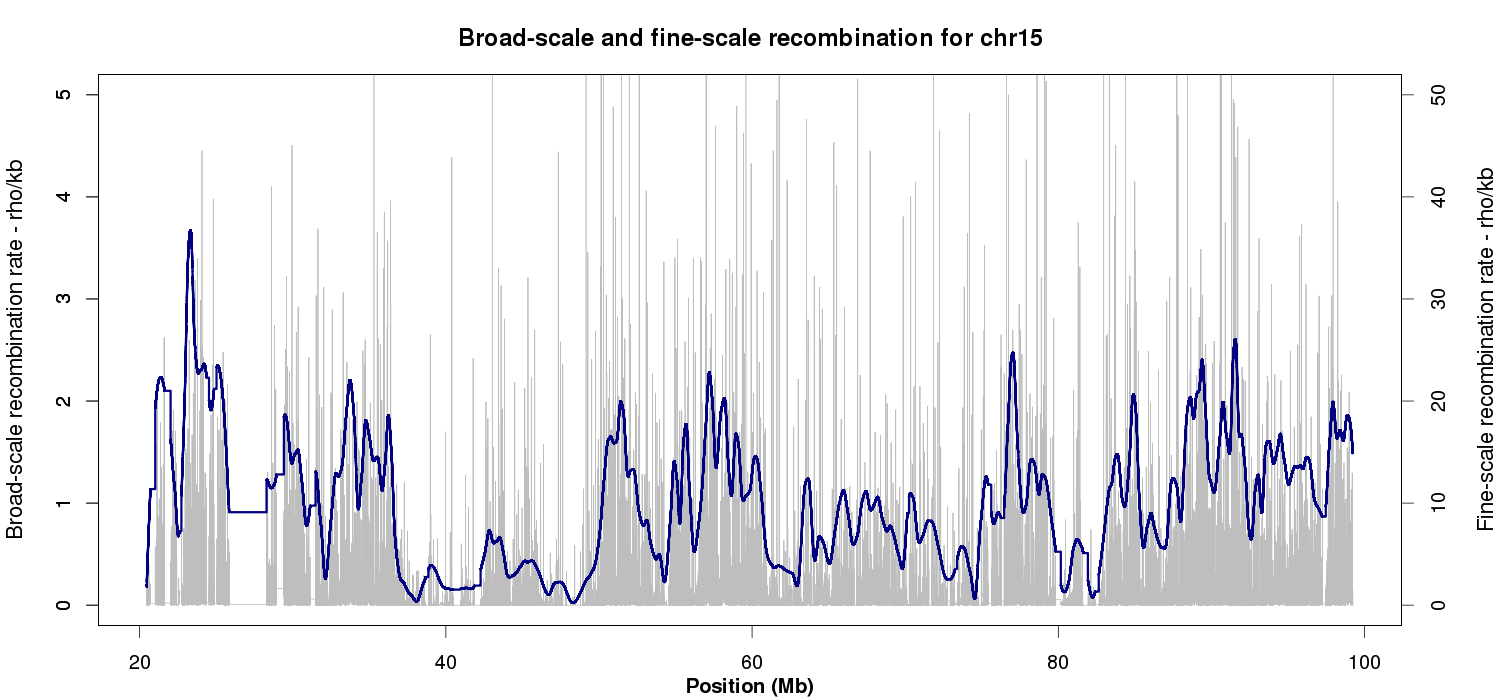 Broad-scale and fine-scale recombination for chr15
Broad-scale recombination rate - rho/kb
5
4
3
2
1
0
50
40
30
20
10
0
Fine-scale recombination rate - rho/kb
20 40 60 80 100
Position (Mb)